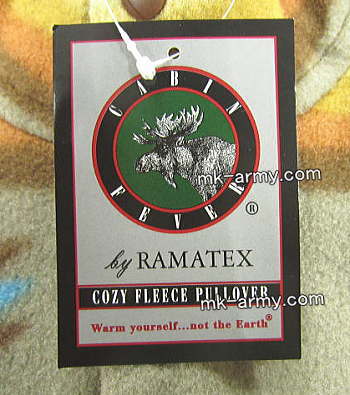 CABIN
FEVER
®
mk-army.com
by RAMATEX
COZY FLEECE PULLOVER
mk-army.com
Warm yourself...not the Earth®